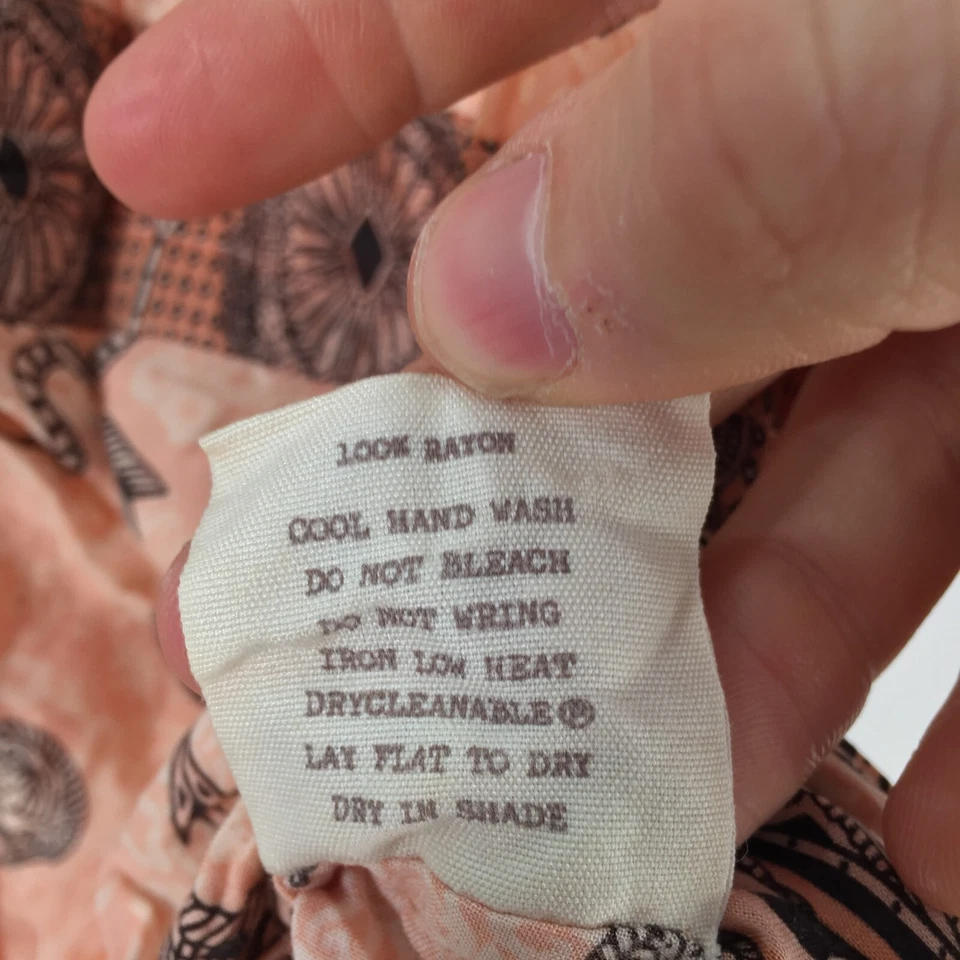 100% RAYON
COOL HAND WASH
DO NOT BLEACH
DO NOT WRING
IRON LOW HEAT
DRYCLEANABLE Ⓟ
LAY FLAT TO DRY
DRY IN SHADE